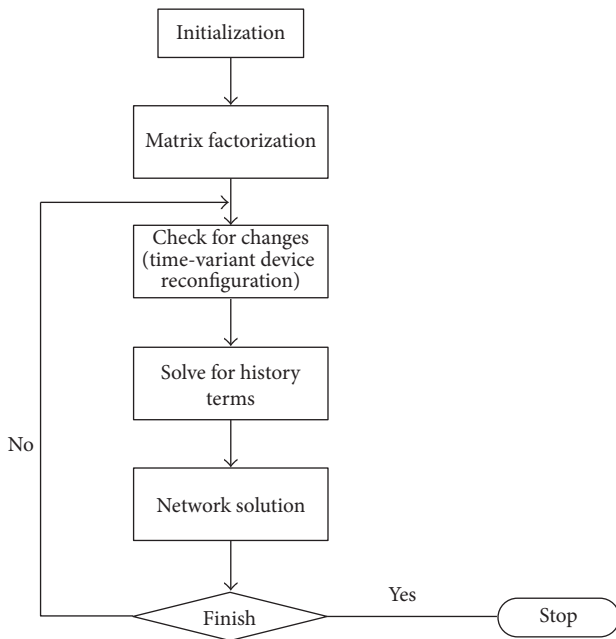 Initialization
Matrix factorization
Check for changes
(time-variant device
reconfiguration)
Solve for history
terms
No
Network solution
Yes
Finish
Stop